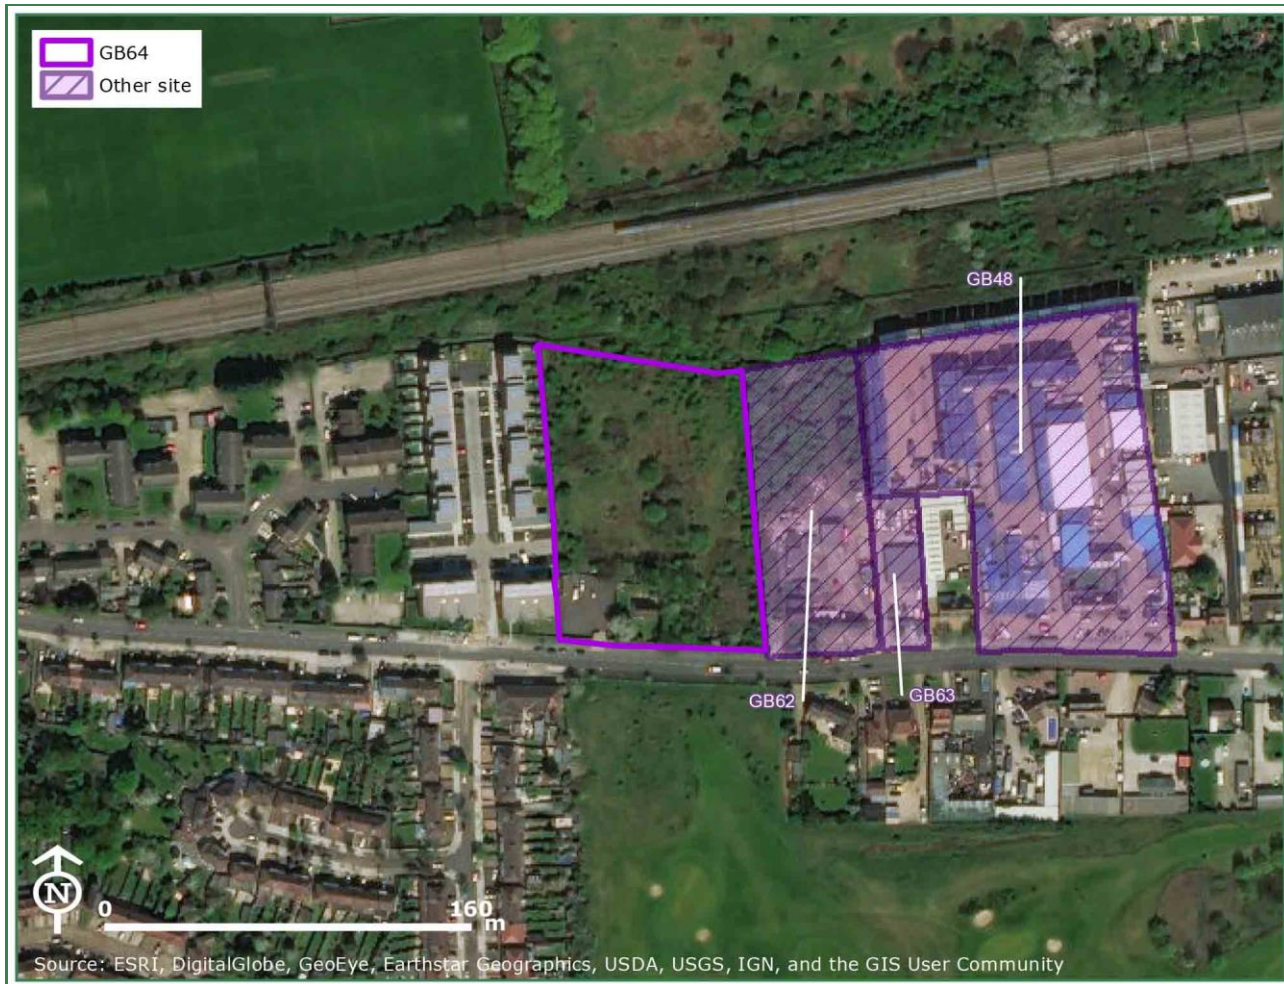 GB64
Other site
GB48
GB62
GB63
N
0
160
m
Source: ESRI, DigitalGlobe, GeoEye, Earthstar Geographics, USDA, USGS, IGN, and the GIS User Community